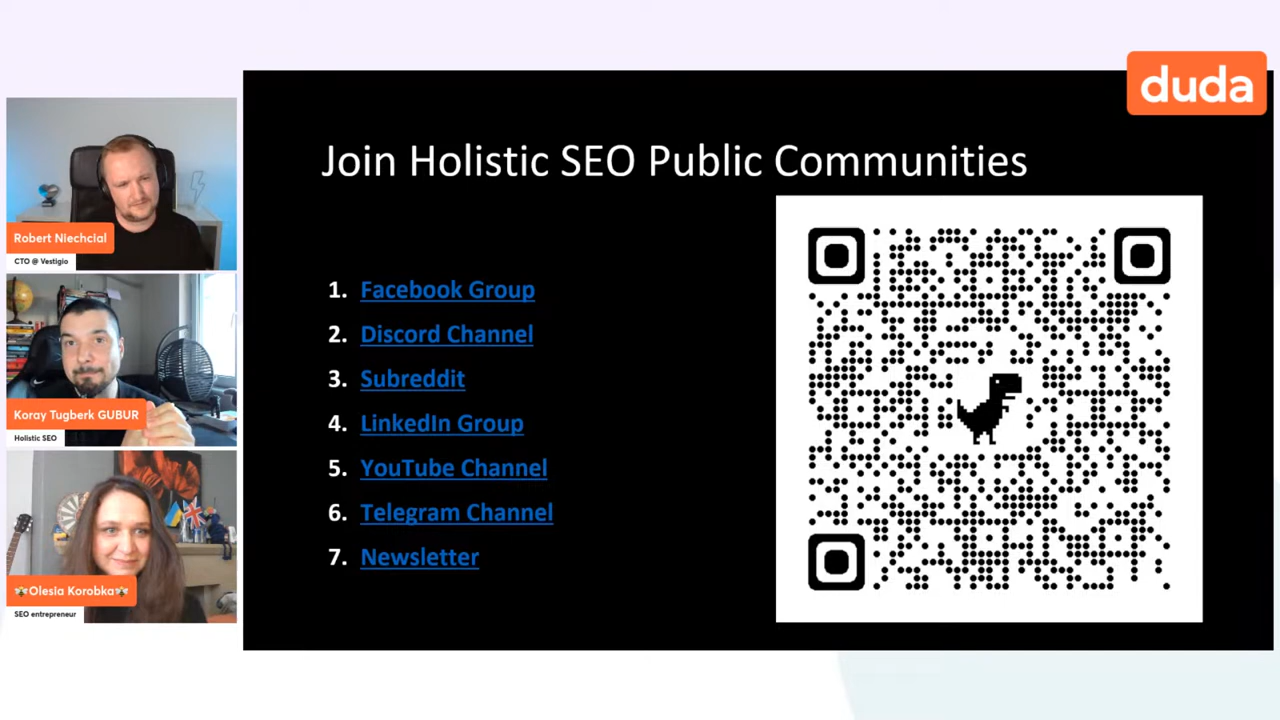 duda
Join Holistic SEO Public Communities
1. Facebook Group
2. Discord Channel
3. Subreddit
4. LinkedIn Group
5. YouTube Channel
6. Telegram Channel
7. Newsletter
Robert Niechcial
CTO @ Vestigio
Koray Tugberk GUBUR
Holistic SEO
🐝Olesia Korobka🐝
SEO entrepreneur